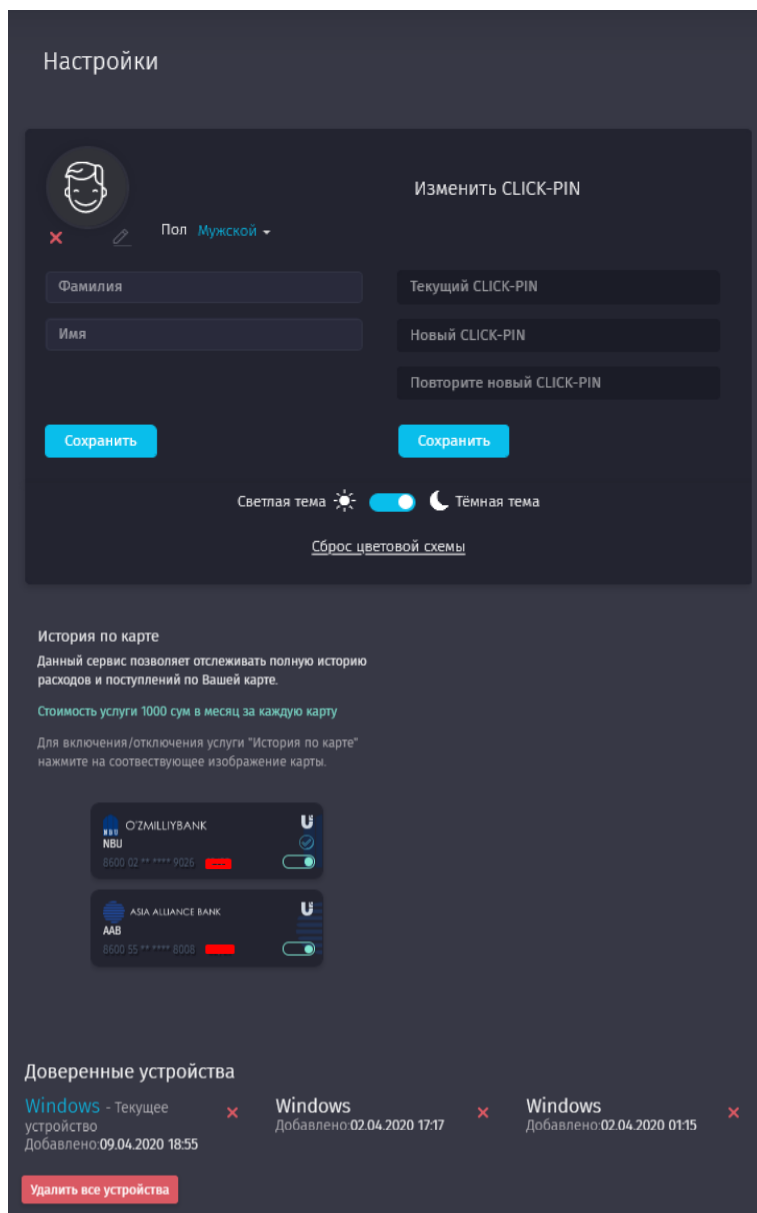 Настройки
Изменить CLICK-PIN
Пол Мужской
Фамилия
Текущий CLICK-PIN
Имя
Новый CLICK-PIN
Повторите новый CLICK-PIN
Сохранить
Сохранить
Светлая тема Тёмная тема
Сброс цветовой схемы
История по карте
Данный сервис позволяет отслеживать полную историю
расходов и поступлений по Вашей карте.
Стоимость услуги 1000 сум в месяц за каждую карту
Для включения/отключения услуги "История по карте"
нажмите на соотвествующее изображение карты.
NBU O'ZMILLIYBANK
NBU
8600 02 ** **** 9026
ASIA ALLIANCE BANK
AAB
8600 55 ** **** 8008
Доверенные устройства
Windows - Текущее
устройство
Добавлено:09.04.2020 18:55
Windows
Добавлено:02.04.2020 17:17
Windows
Добавлено:02.04.2020 01:15
Удалить все устройства